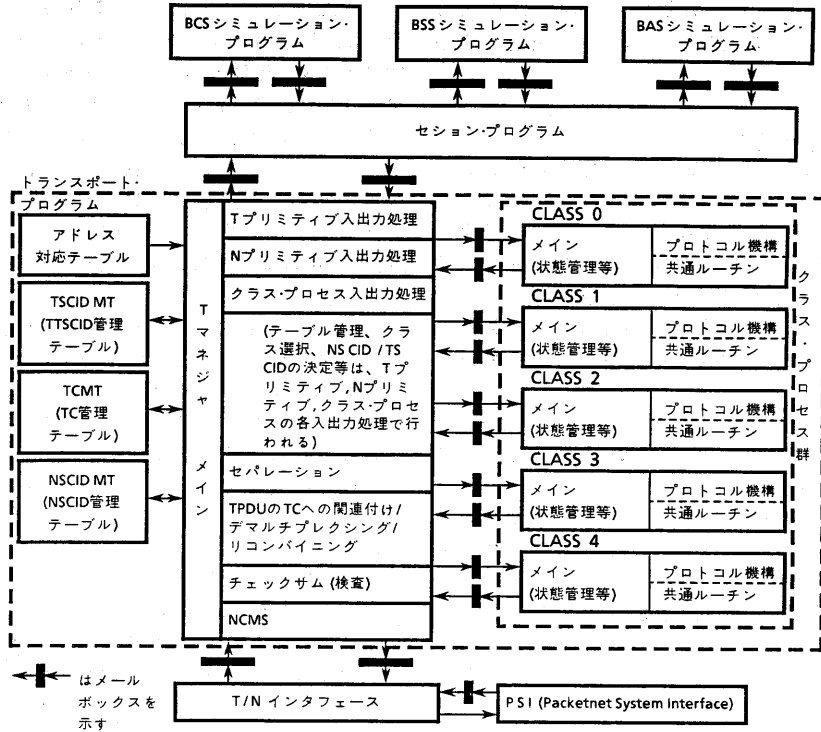 BCSシミュレーション・
プログラム
BSSシミュレーション・
プログラム
BASシミュレーション・
プログラム
セション・プログラム
トランスポート・
プログラム
アドレス
対応テーブル
TSCID MT
(TTSCID管理
テーブル)
TCMT
(TC管理
テーブル)
NSCID MT
(NSCID管理
テーブル)
Tマネジャ メイン
Tプリミティブ入出力処理
Nプリミティブ入出力処理
クラス・プロセス入出力処理
(テーブル管理、クラ
ス選択、NSCID/TS
CIDの決定等は、Tプ
リミティブ,Nプリミ
ティブ,クラス・プロセ
スの各入出力処理で行
われる)
セパレーション
TPDUのTCへの関連付け/
デマルチプレクシング/
リコンバイニング
チェックサム(検査)
NCMS
CLASS 0
メイン
(状態管理等)
プロトコル機構
共通ルーチン
CLASS 1
メイン
(状態管理等)
プロトコル機構
共通ルーチン
CLASS 2
メイン
(状態管理等)
プロトコル機構
共通ルーチン
CLASS 3
メイン
(状態管理等)
プロトコル機構
共通ルーチン
CLASS 4
メイン
(状態管理等)
プロトコル機構
共通ルーチン
クラス・プロセス群
はメール
ボックスを
示す
T/Nインタフェース
PSI (Packetnet System Interface)